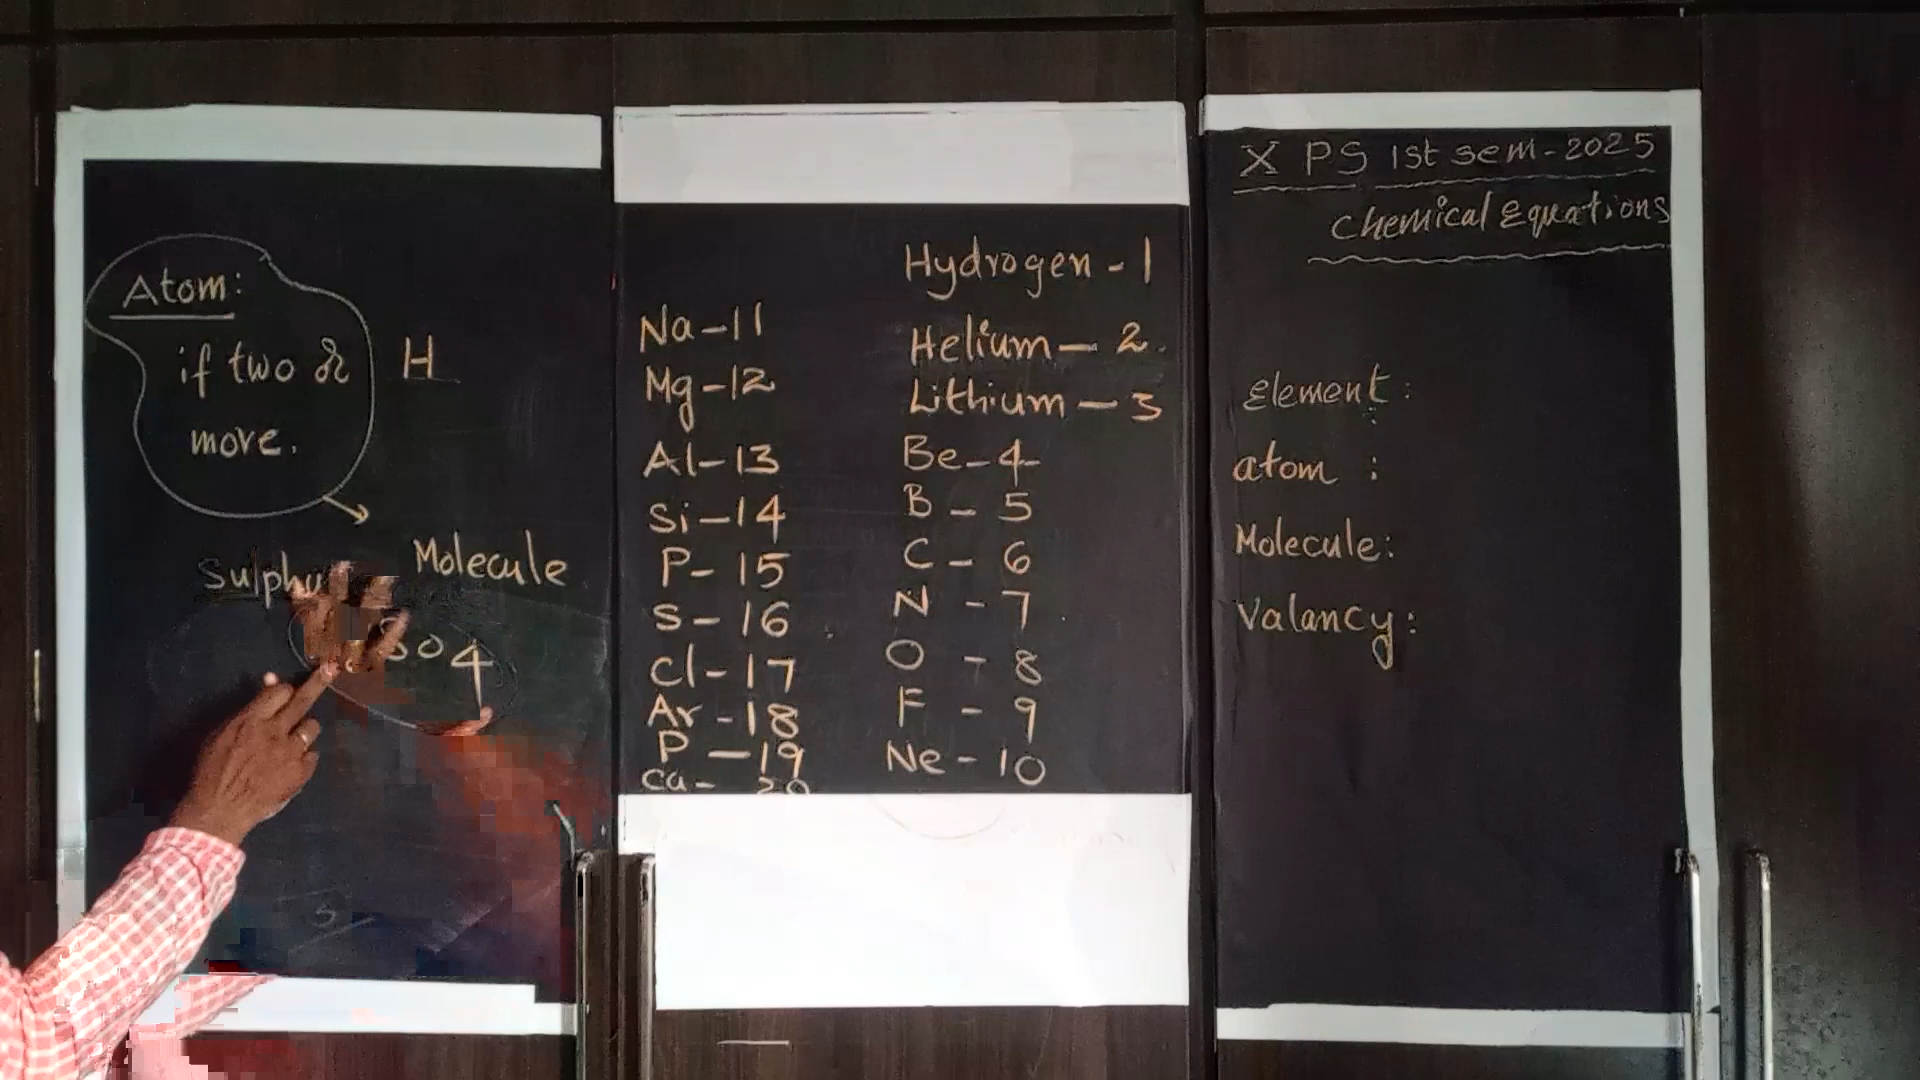 Atom:
if two or
more.
H
Molecule
SO4
Hydrogen - 1
Helium - 2.
Lithium - 3
Be - 4
B - 5
C - 6
N - 7
O - 8
F - 9
Ne - 10
Na - 11
Mg - 12
Al - 13
Si - 14
P - 15
S - 16
Cl - 17
Ar - 18
P - 19
Ca - 20
X PS 1st sem - 2025
Chemical Equations
Element:
atom :
Molecule:
Valancy: